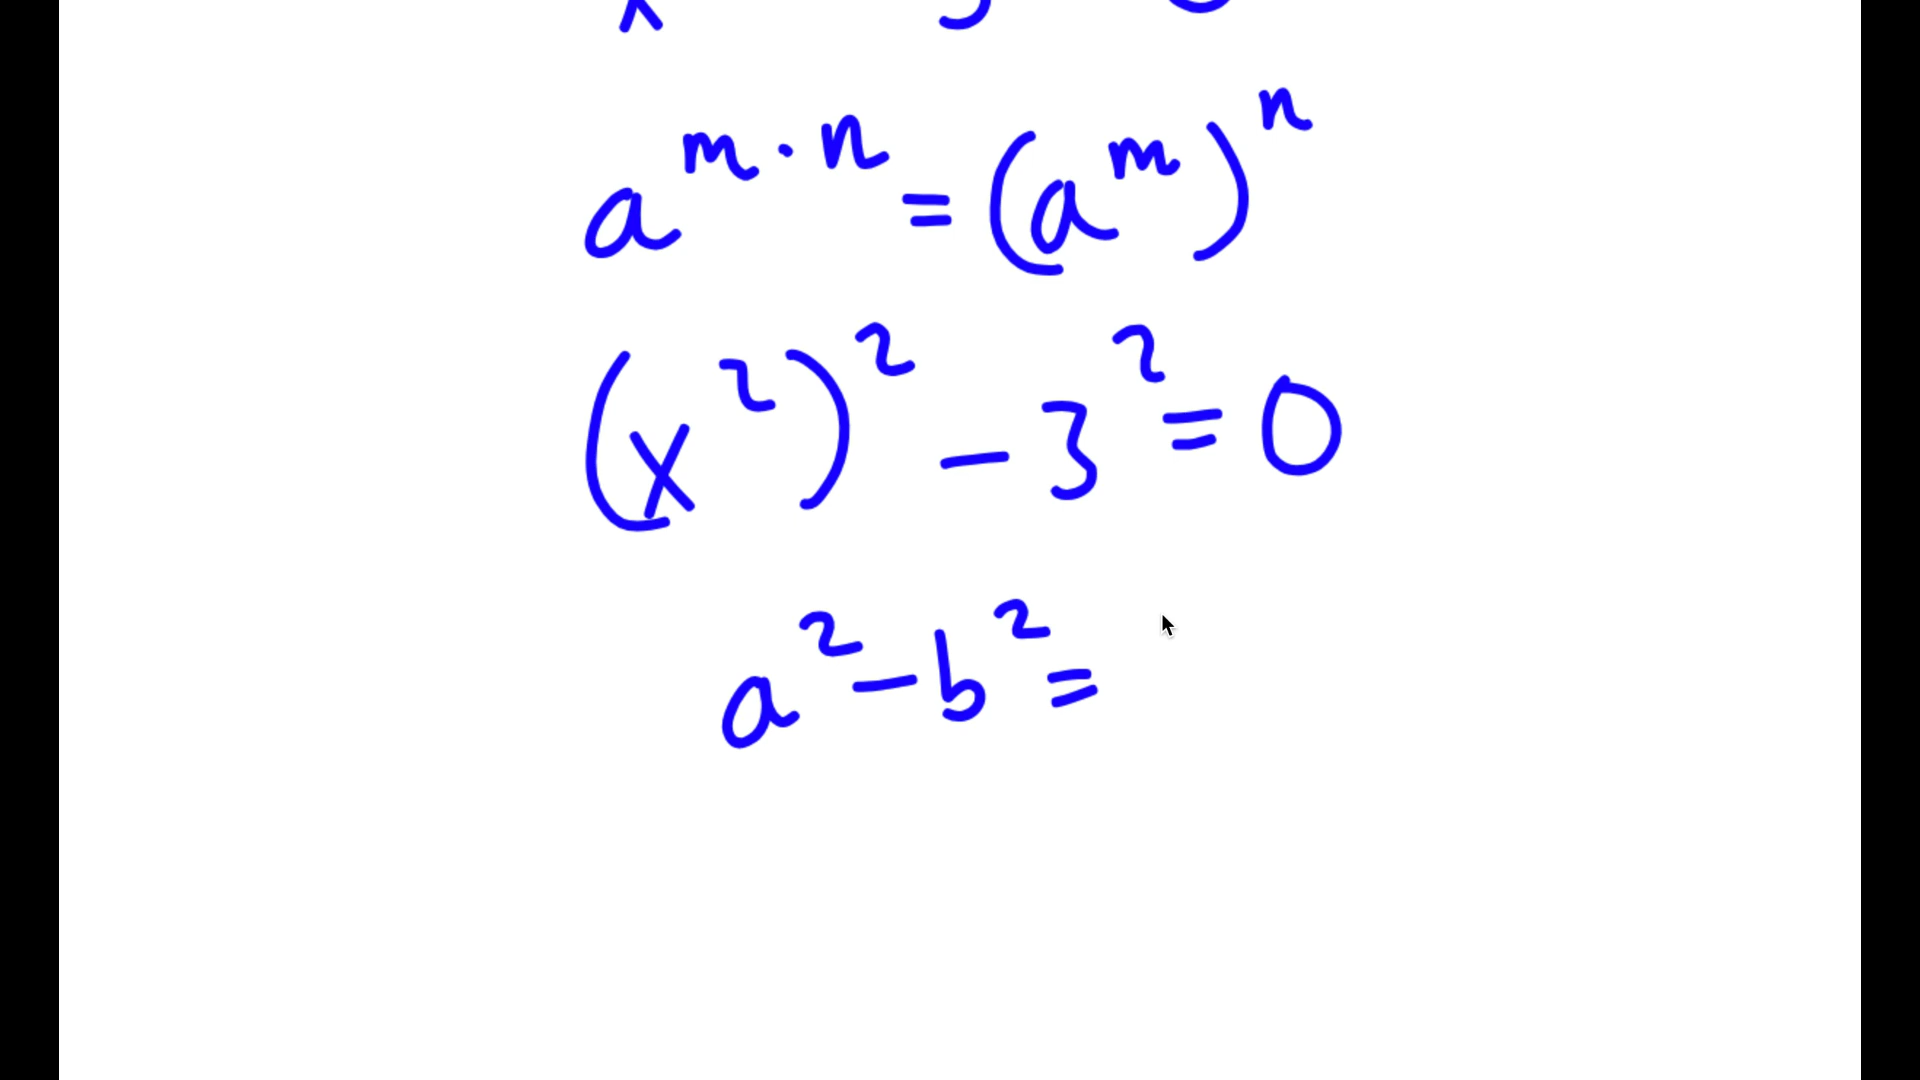 a^{m·n} = (a^m)^n
(x^2)^2 - 3^2 = 0
a^2 - b^2 =